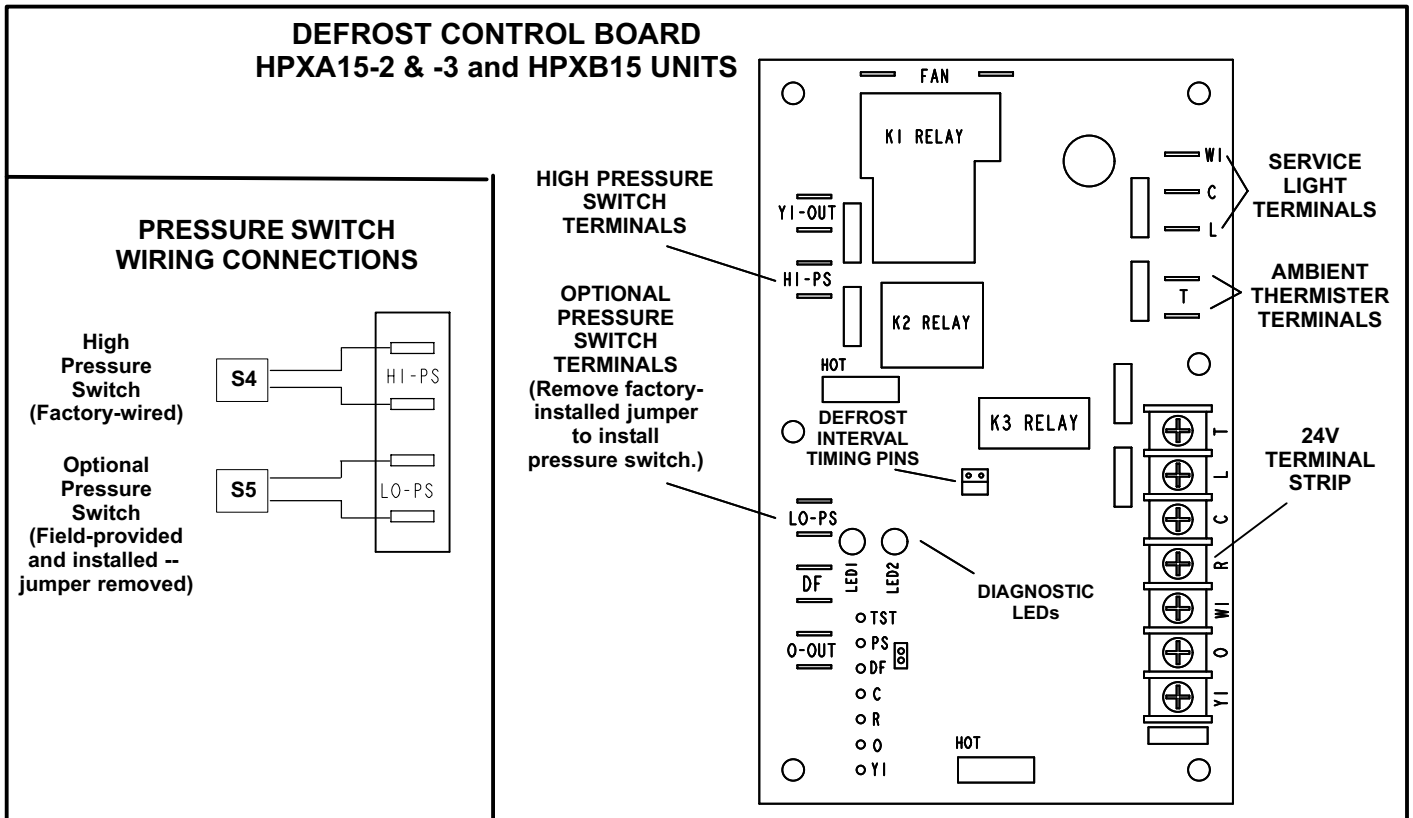 DEFROST CONTROL BOARD
HPXA15-2 & -3 and HPXB15 UNITS
PRESSURE SWITCH
WIRING CONNECTIONS
High
Pressure
Switch
(Factory-wired)
S4
HI-PS
Optional
Pressure
Switch
(Field-provided
and installed --
jumper removed)
S5
LO-PS
HIGH PRESSURE
SWITCH
TERMINALS
OPTIONAL
PRESSURE
SWITCH
TERMINALS
(Remove factory-
installed jumper
to install
pressure switch.)
FAN
K1 RELAY
Y1-OUT
HI-PS
K2 RELAY
HOT
K3 RELAY
DEFROST
INTERVAL
TIMING PINS
LO-PS
LED1
LED2
DIAGNOSTIC
LEDs
DF
O-OUT
TST
PS
DF
C
R
O
Y1
HOT
W1
C
L
SERVICE
LIGHT
TERMINALS
T
AMBIENT
THERMISTER
TERMINALS
T
L
C
R
W1
O
Y1
24V
TERMINAL
STRIP